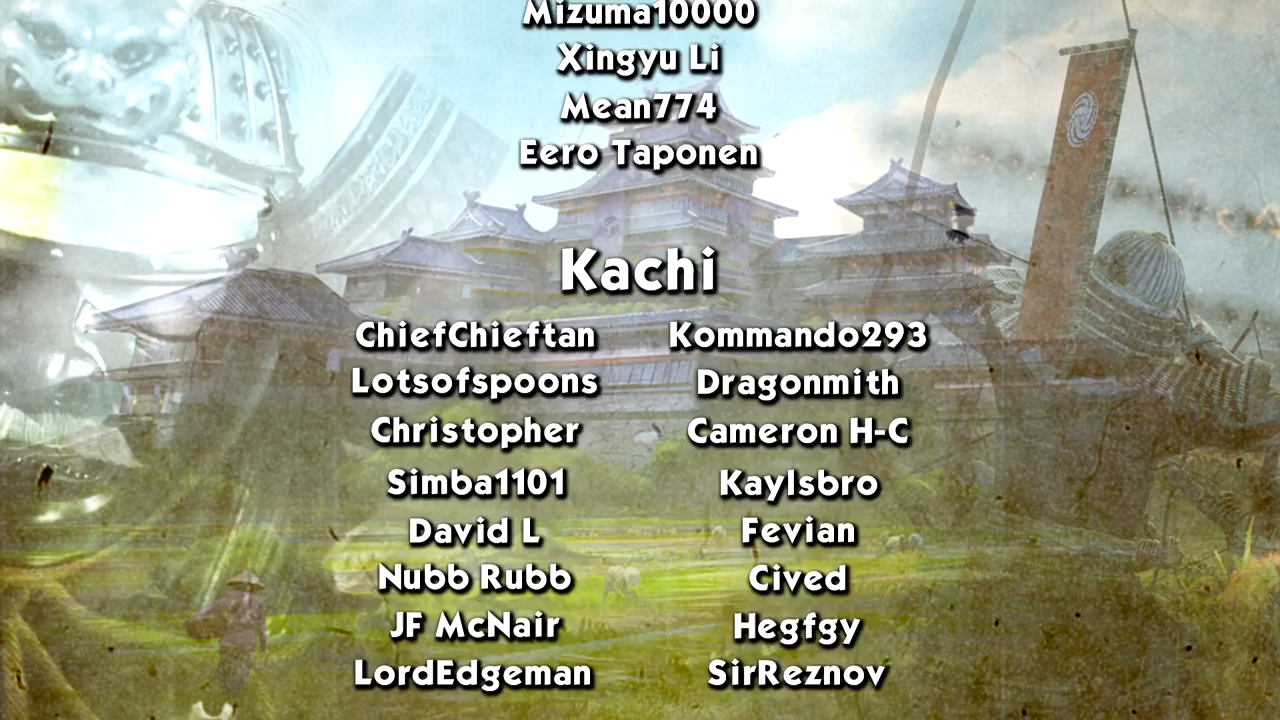 Mizuma10000
Xingyu Li
Mean774
Eero Taponen
Kachi
ChiefChieftan Kommando293
Lotsofspoons Dragonmith
Christopher Cameron H-C
Simba1101 KayIsbro
David L Fevian
Nubb Rubb Cived
JF McNair Hegfgy
LordEdgeman SirReznov